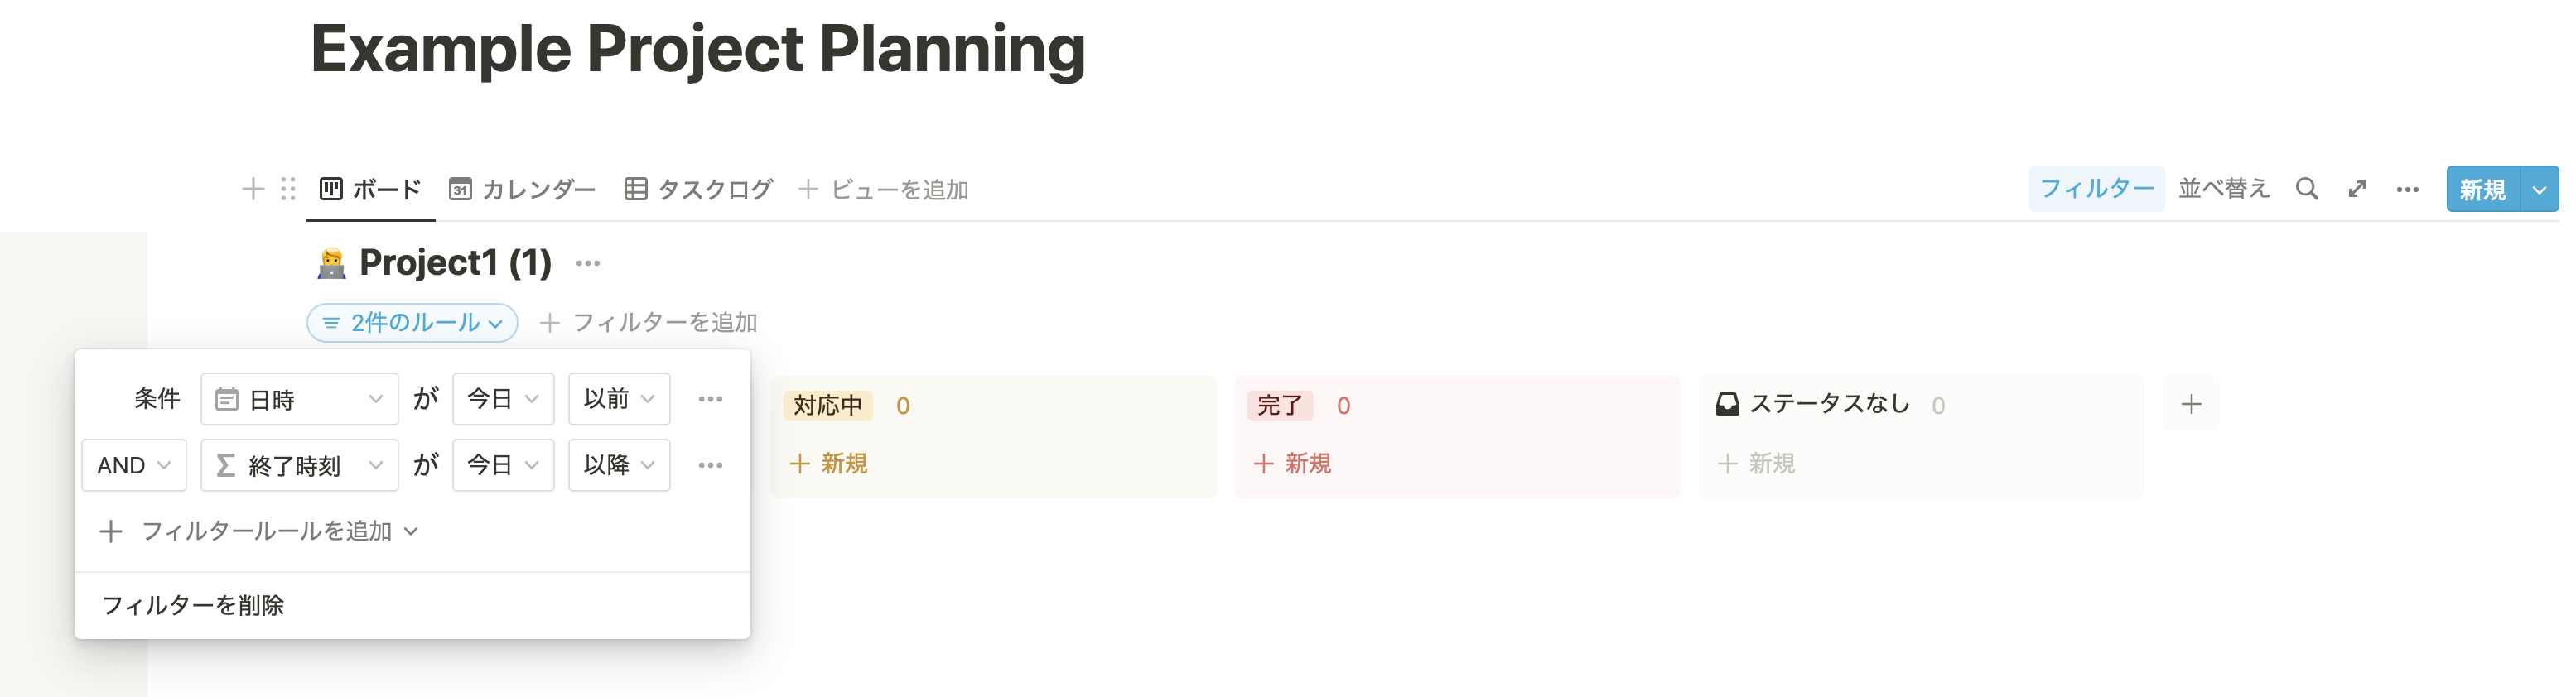 Example Project Planning
ボード 31 カレンダー タスクログ + ビューを追加 フィルター 並べ替え 新規
Project1 (1)
2件のルール + フィルターを追加
条件 日時 が 今日 以前
AND Σ 終了時刻 が 今日 以降
+ フィルタールールを追加
フィルターを削除
対応中 0
+ 新規
完了 0
+ 新規
ステータスなし 0
+ 新規